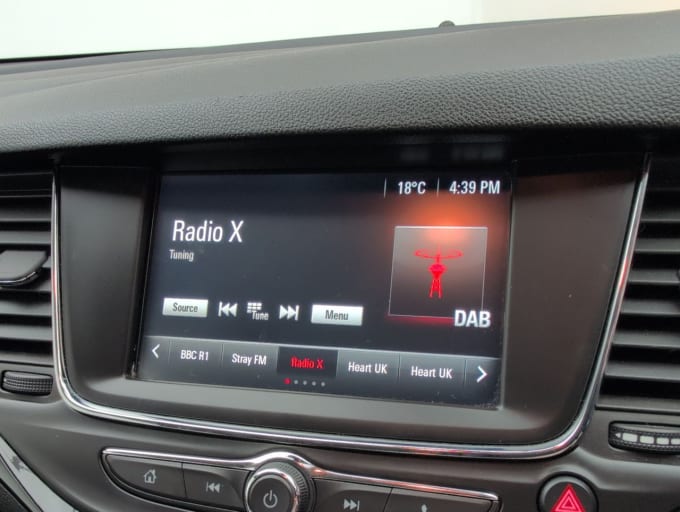 18°C 4:39 PM
Radio X
Tuning
Source Tune Menu
DAB
BBC R1 Stray FM Radio X Heart UK Heart UK